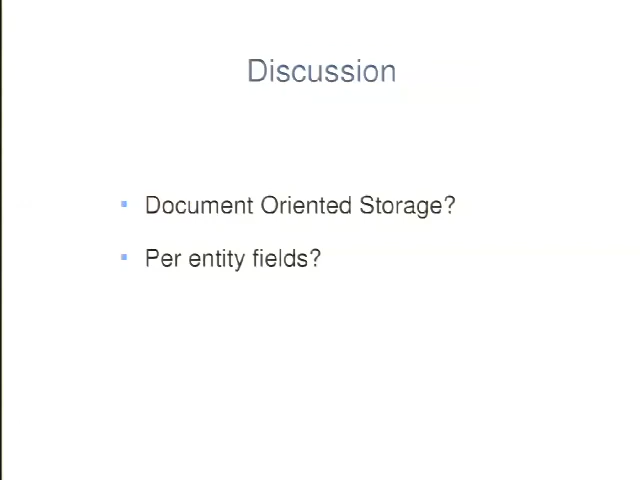 Discussion
Document Oriented Storage?
Per entity fields?